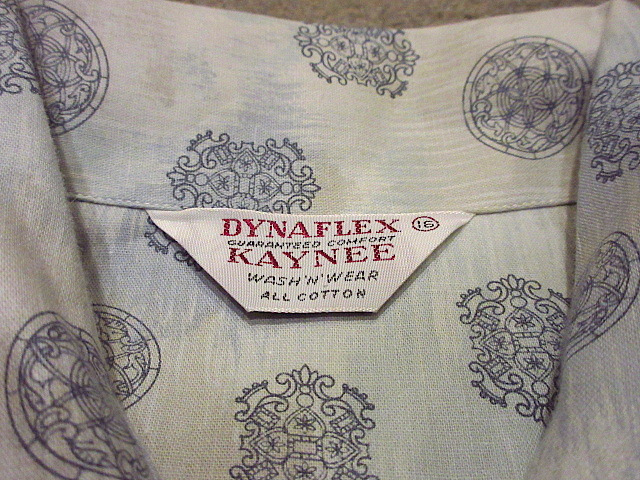 DYNAFLEX 16
GUARANTEED COMFORT
KAYNEE
WASH'N'WEAR
ALL COTTON